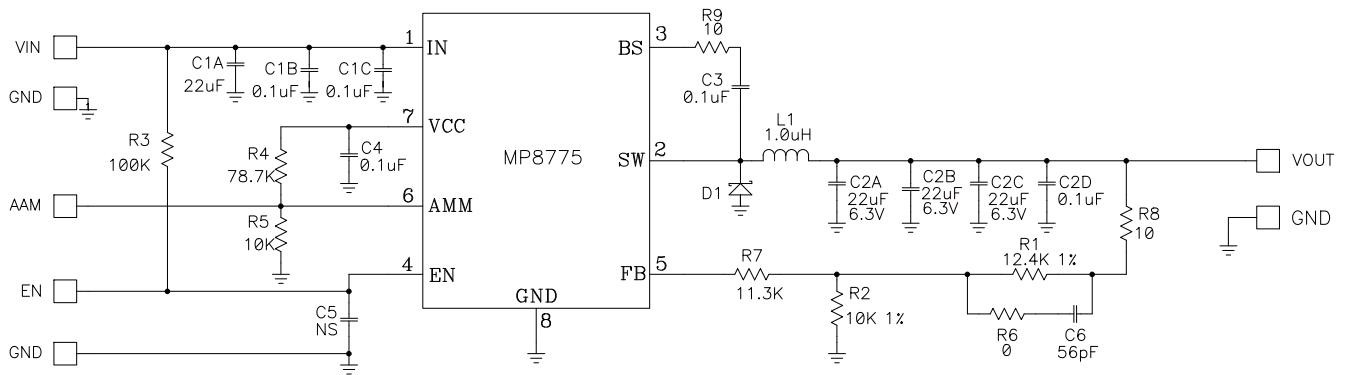 VIN
GND
1
R3
100K
C1A
22uF
C1B
0.1uF
C1C
0.1uF
R4
78.7K
C4
0.1uF
AAM
R5
10K
EN
C5
NS
GND
1
IN
7
VCC
6
AMM
4
EN
MP8775
GND
8
BS
3
SW
2
FB
5
R9
10
C3
0.1uF
L1
1.0uH
D1
C2A
22uF
6.3V
C2B
22uF
6.3V
C2C
22uF
6.3V
C2D
0.1uF
VOUT
GND
R8
10
R7
11.3K
R1
12.4K 1%
R2
10K 1%
R6
0
C6
56pF